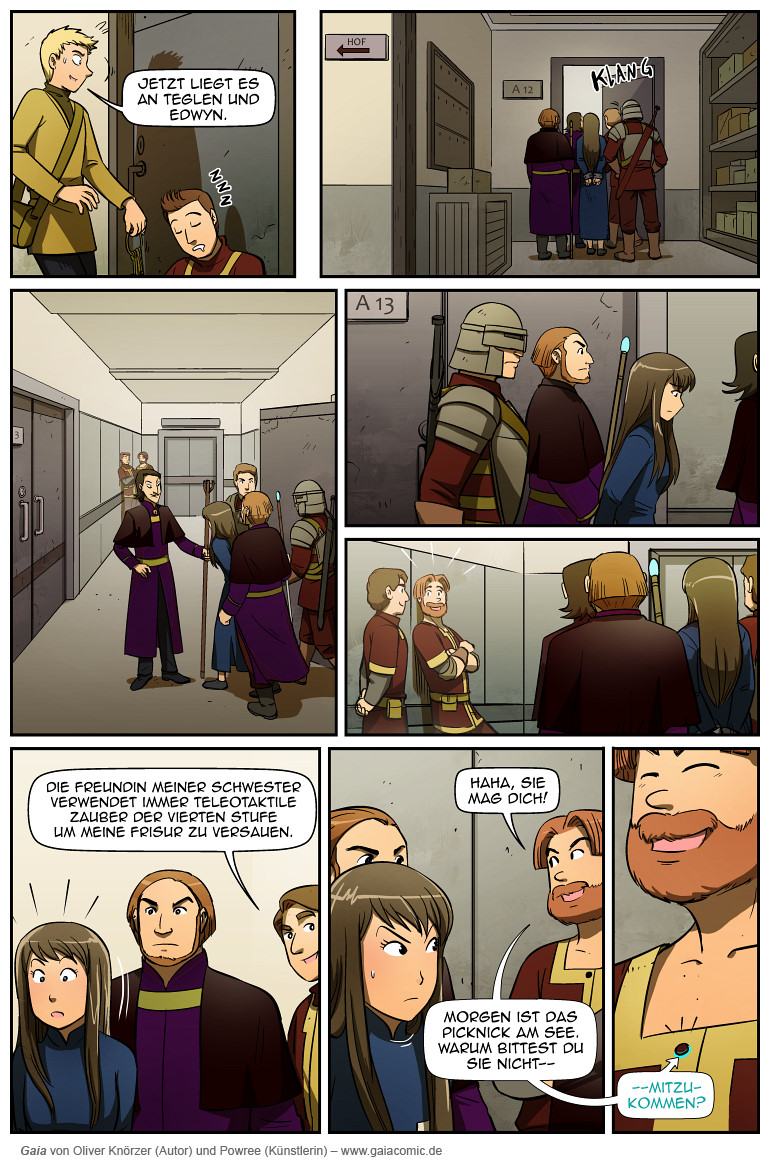 JETZT LIEGT ES
AN TEGLEN UND
EDWYN.
ZZZ
HOF
A 12
KLANG
3
A 13
DIE FREUNDIN MEINER SCHWESTER
VERWENDET IMMER TELEOTAKTILE
ZAUBER DER VIERTEN STUFE
UM MEINE FRISUR ZU VERSAUEN.
HAHA, SIE
MAG DICH!
MORGEN IST DAS
PICKNICK AM SEE.
WARUM BITTEST DU
SIE NICHT--
--MITZU-
KOMMEN?
Gaia von Oliver Knörzer (Autor) und Powree (Künstlerin) – www.gaiacomic.de